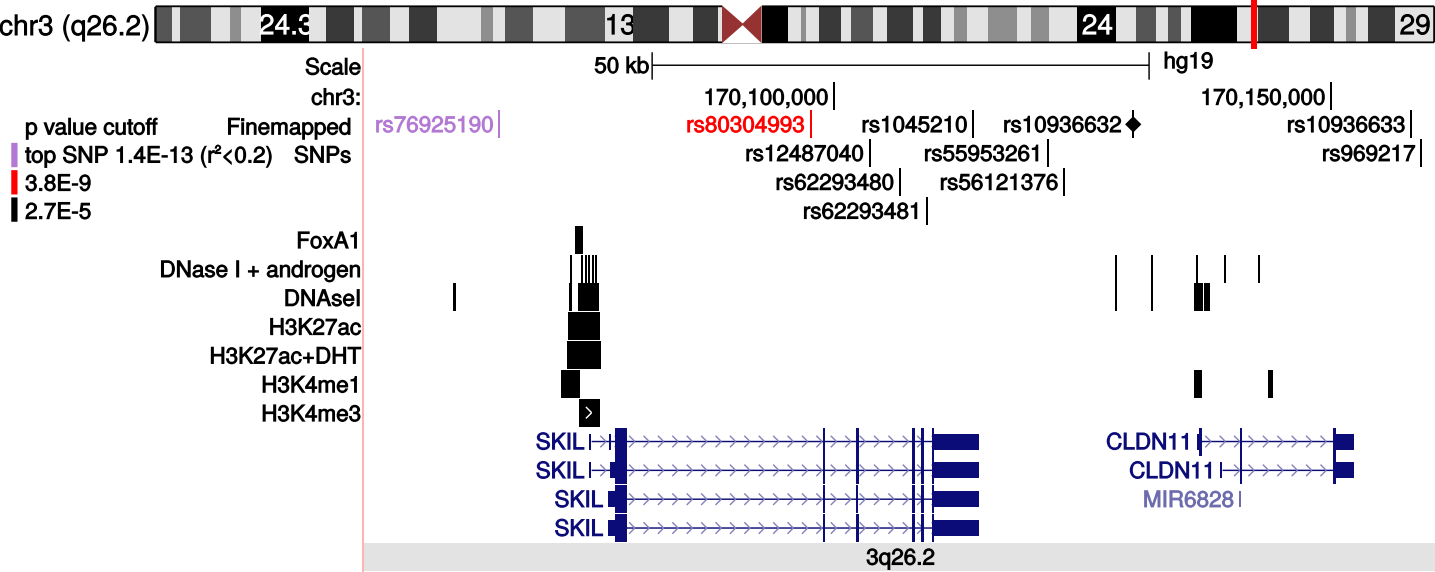 chr3 (q26.2) 24.3 13 24 29
Scale 50 kb hg19
chr3: 170,100,000 170,150,000
p value cutoff Finemapped rs76925190 rs80304993 rs1045210 rs10936632 rs10936633
top SNP 1.4E-13 (r²<0.2) SNPs rs12487040 rs55953261 rs969217
3.8E-9 rs62293480 rs56121376
2.7E-5 rs62293481
FoxA1
DNase I + androgen
DNAseI
H3K27ac
H3K27ac+DHT
H3K4me1
H3K4me3
SKIL CLDN11
SKIL CLDN11
SKIL MIR6828
SKIL
3q26.2